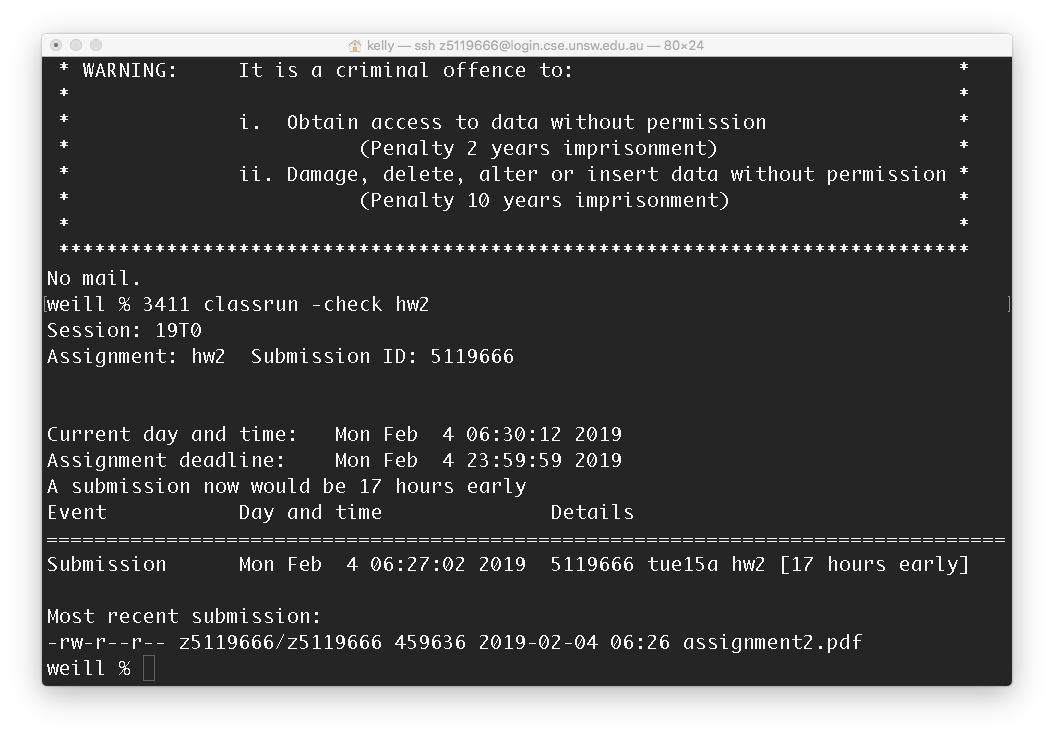 kelly — ssh z5119666@login.cse.unsw.edu.au — 80×24
* WARNING: It is a criminal offence to: *
* *
* i. Obtain access to data without permission *
* (Penalty 2 years imprisonment) *
* ii. Damage, delete, alter or insert data without permission *
* (Penalty 10 years imprisonment) *
* *
****************************************************************************
No mail.
[weill % 3411 classrun -check hw2 ]
Session: 19T0
Assignment: hw2 Submission ID: 5119666
Current day and time: Mon Feb 4 06:30:12 2019
Assignment deadline: Mon Feb 4 23:59:59 2019
A submission now would be 17 hours early
Event Day and time Details
================================================================================
Submission Mon Feb 4 06:27:02 2019 5119666 tue15a hw2 [17 hours early]
Most recent submission:
-rw-r--r-- z5119666/z5119666 459636 2019-02-04 06:26 assignment2.pdf
weill %